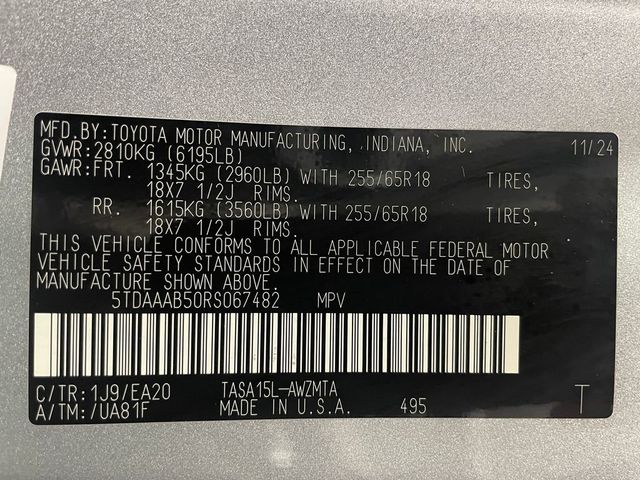 MFD.BY:TOYOTA MOTOR MANUFACTURING, INDIANA, INC. 11/24
GVWR:2810KG (6195LB)
GAWR:FRT. 1345KG (2960LB) WITH 255/65R18 TIRES,
18X7 1/2J RIMS.
RR. 1615KG (3560LB) WITH 255/65R18 TIRES,
18X7 1/2J RIMS.
THIS VEHICLE CONFORMS TO ALL APPLICABLE FEDERAL MOTOR
VEHICLE SAFETY STANDARDS IN EFFECT ON THE DATE OF
MANUFACTURE SHOWN ABOVE.
5TDAAAB50RS067482 MPV
C/TR:1J9/EA20 TASA15L-AWZMTA
A/TM:/UA81F MADE IN U.S.A. 495 T